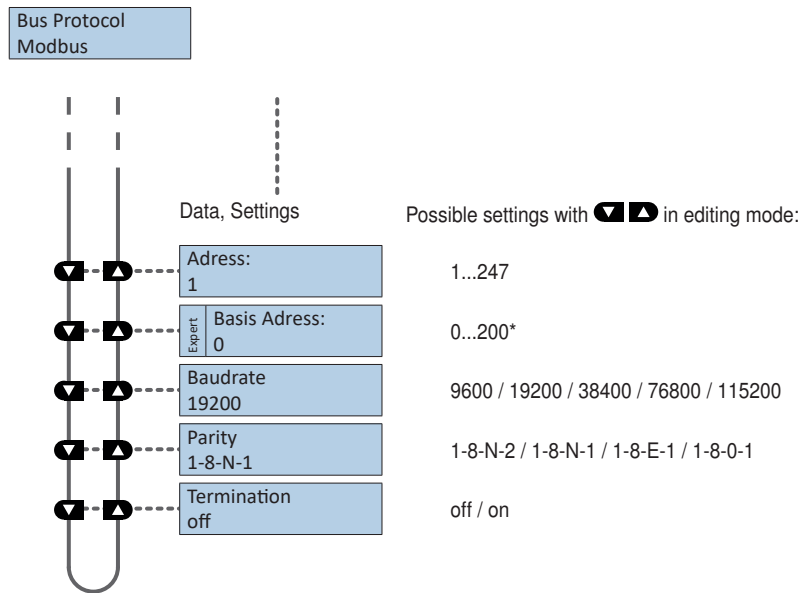 Bus Protocol
Modbus
Data, Settings
Possible settings with in editing mode:
Adress:
1
1...247
Expert
Basis Adress:
0
0...200*
Baudrate
19200
9600 / 19200 / 38400 / 76800 / 115200
Parity
1-8-N-1
1-8-N-2 / 1-8-N-1 / 1-8-E-1 / 1-8-0-1
Termination
off
off / on